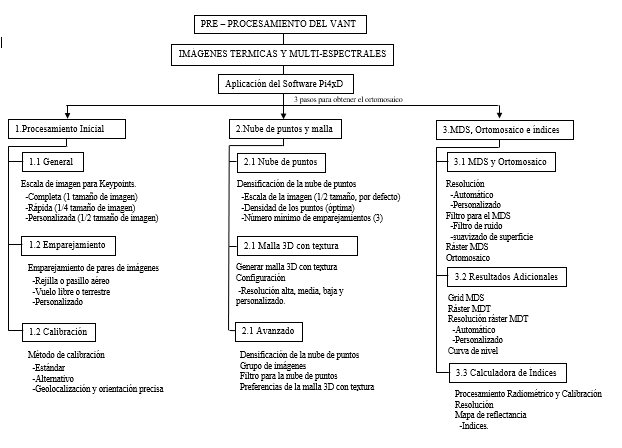 PRE – PROCESAMIENTO DEL VANT
IMÁGENES TERMICAS Y MULTI-ESPECTRALES
Aplicación del Software Pi4xD
3 pasos para obtener el ortomosaico
1.Procesamiento Inicial
1.1 General
Escala de imagen para Keypoints.
-Completa (1 tamaño de imagen)
-Rápida (1/4 tamaño de imagen)
-Personalizada (1/2 tamaño de imagen)
1.2 Emparejamiento
Emparejamiento de pares de imágenes
-Rejilla o pasillo aéreo
-Vuelo libre o terrestre
-Personalizado
1.2 Calibración
Método de calibración
-Estándar
-Alternativo
-Geolocalización y orientación precisa
2.Nube de puntos y malla
2.1 Nube de puntos
Densificación de la nube de puntos
-Escala de la imagen (1/2 tamaño, por defecto)
-Densidad de los puntos (óptima)
-Número mínimo de emparejamientos (3)
2.1 Malla 3D con textura
Generar malla 3D con textura
Configuración
-Resolución alta, media, baja y
personalizado.
2.1 Avanzado
Densificación de la nube de puntos
Grupo de imágenes
Filtro para la nube de puntos
Preferencias de la malla 3D con textura
3.MDS, Ortomosaico e índices
3.1 MDS y Ortomosaico
Resolución
-Automático
-Personalizado
Filtro para el MDS
-Filtro de ruido
-suavizado de superficie
Ráster MDS
Ortomosaico
3.2 Resultados Adicionales
Grid MDS
Ráster MDT
Resolución ráster MDT
-Automático
-Personalizado
Curva de nivel
3.3 Calculadora de Indices
Procesamiento Radiométrico y Calibración
Resolución
Mapa de reflectancia
-Indices.